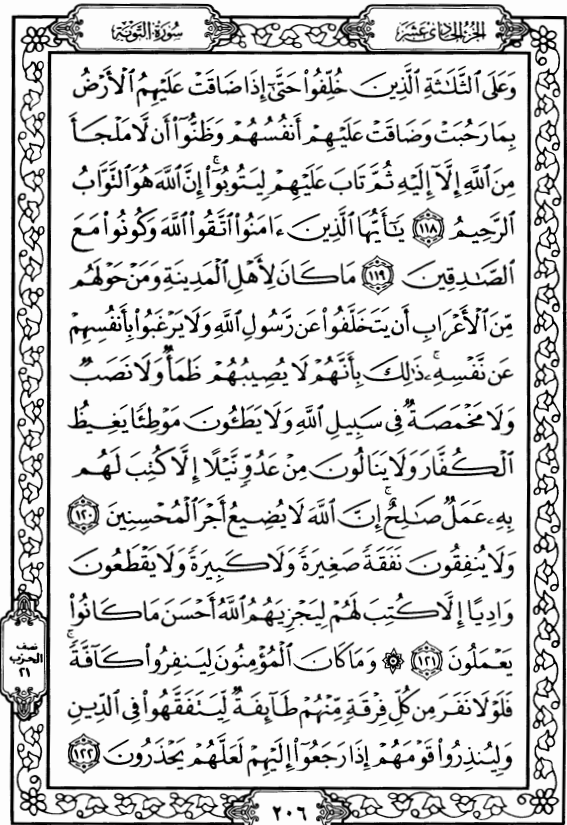 الجزء الحادي عشر
سورة التوبة
وَعَلَى ٱلثَّلَـٰثَةِ ٱلَّذِينَ خُلِّفُوا۟ حَتَّىٰٓ إِذَا ضَاقَتْ عَلَيْهِمُ ٱلْأَرْضُ
بِمَا رَحُبَتْ وَضَاقَتْ عَلَيْهِمْ أَنفُسُهُمْ وَظَنُّوٓا۟ أَن لَّا مَلْجَأَ
مِنَ ٱللَّهِ إِلَّآ إِلَيْهِ ثُمَّ تَابَ عَلَيْهِمْ لِيَتُوبُوٓا۟ ۚ إِنَّ ٱللَّهَ هُوَ ٱلتَّوَّابُ
ٱلرَّحِيمُ ١١٨ يَـٰٓأَيُّهَا ٱلَّذِينَ ءَامَنُوا۟ ٱتَّقُوا۟ ٱللَّهَ وَكُونُوا۟ مَعَ
ٱلصَّـٰدِقِينَ ١١٩ مَا كَانَ لِأَهْلِ ٱلْمَدِينَةِ وَمَنْ حَوْلَهُم
مِّنَ ٱلْأَعْرَابِ أَن يَتَخَلَّفُوا۟ عَن رَّسُولِ ٱللَّهِ وَلَا يَرْغَبُوا۟ بِأَنفُسِهِمْ
عَن نَّفْسِهِۦ ۚ ذَٰلِكَ بِأَنَّهُمْ لَا يُصِيبُهُمْ ظَمَأٌ وَلَا نَصَبٌ
وَلَا مَخْمَصَةٌ فِى سَبِيلِ ٱللَّهِ وَلَا يَطَـُٔونَ مَوْطِئًا يَغِيظُ
ٱلْكُفَّارَ وَلَا يَنَالُونَ مِنْ عَدُوٍّ نَّيْلًا إِلَّا كُتِبَ لَهُم
بِهِۦ عَمَلٌ صَـٰلِحٌ ۚ إِنَّ ٱللَّهَ لَا يُضِيعُ أَجْرَ ٱلْمُحْسِنِينَ ١٢٠
وَلَا يُنفِقُونَ نَفَقَةً صَغِيرَةً وَلَا كَبِيرَةً وَلَا يَقْطَعُونَ
وَادِيًا إِلَّا كُتِبَ لَهُمْ لِيَجْزِيَهُمُ ٱللَّهُ أَحْسَنَ مَا كَانُوا۟
يَعْمَلُونَ ١٢١ ۞ وَمَا كَانَ ٱلْمُؤْمِنُونَ لِيَنفِرُوا۟ كَآفَّةً ۚ
فَلَوْلَا نَفَرَ مِن كُلِّ فِرْقَةٍ مِّنْهُمْ طَآئِفَةٌ لِّيَتَفَقَّهُوا۟ فِى ٱلدِّينِ
وَلِيُنذِرُوا۟ قَوْمَهُمْ إِذَا رَجَعُوٓا۟ إِلَيْهِمْ لَعَلَّهُمْ يَحْذَرُونَ ١٢٢
نصف
الحزب
٢١
٢٠٦